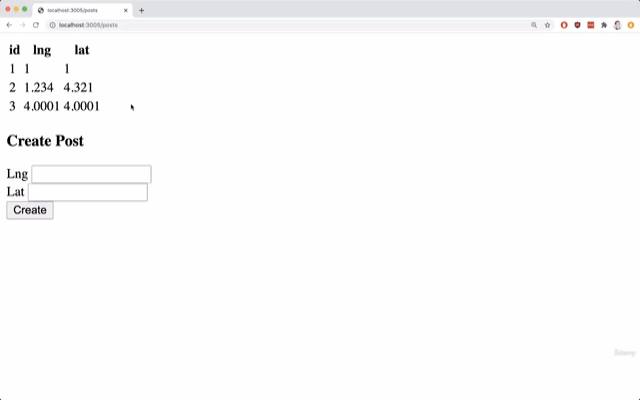 localhost:3005/posts
localhost:3005/posts
id lng lat
1 1 1
2 1.234 4.321
3 4.0001 4.0001
Create Post
Lng
Lat
Create
Udemy